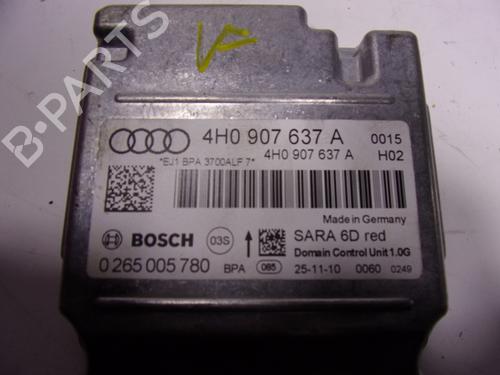 4H0 907 637 A 0015
*EJ1 BPA 3700ALF 7* 4H0 907 637 A H02
Made in Germany
BOSCH 03S SARA 6D red
Domain Control Unit 1.0G
0 265 005 780 BPA 085 25-11-10 0060 0249
B-PARTS